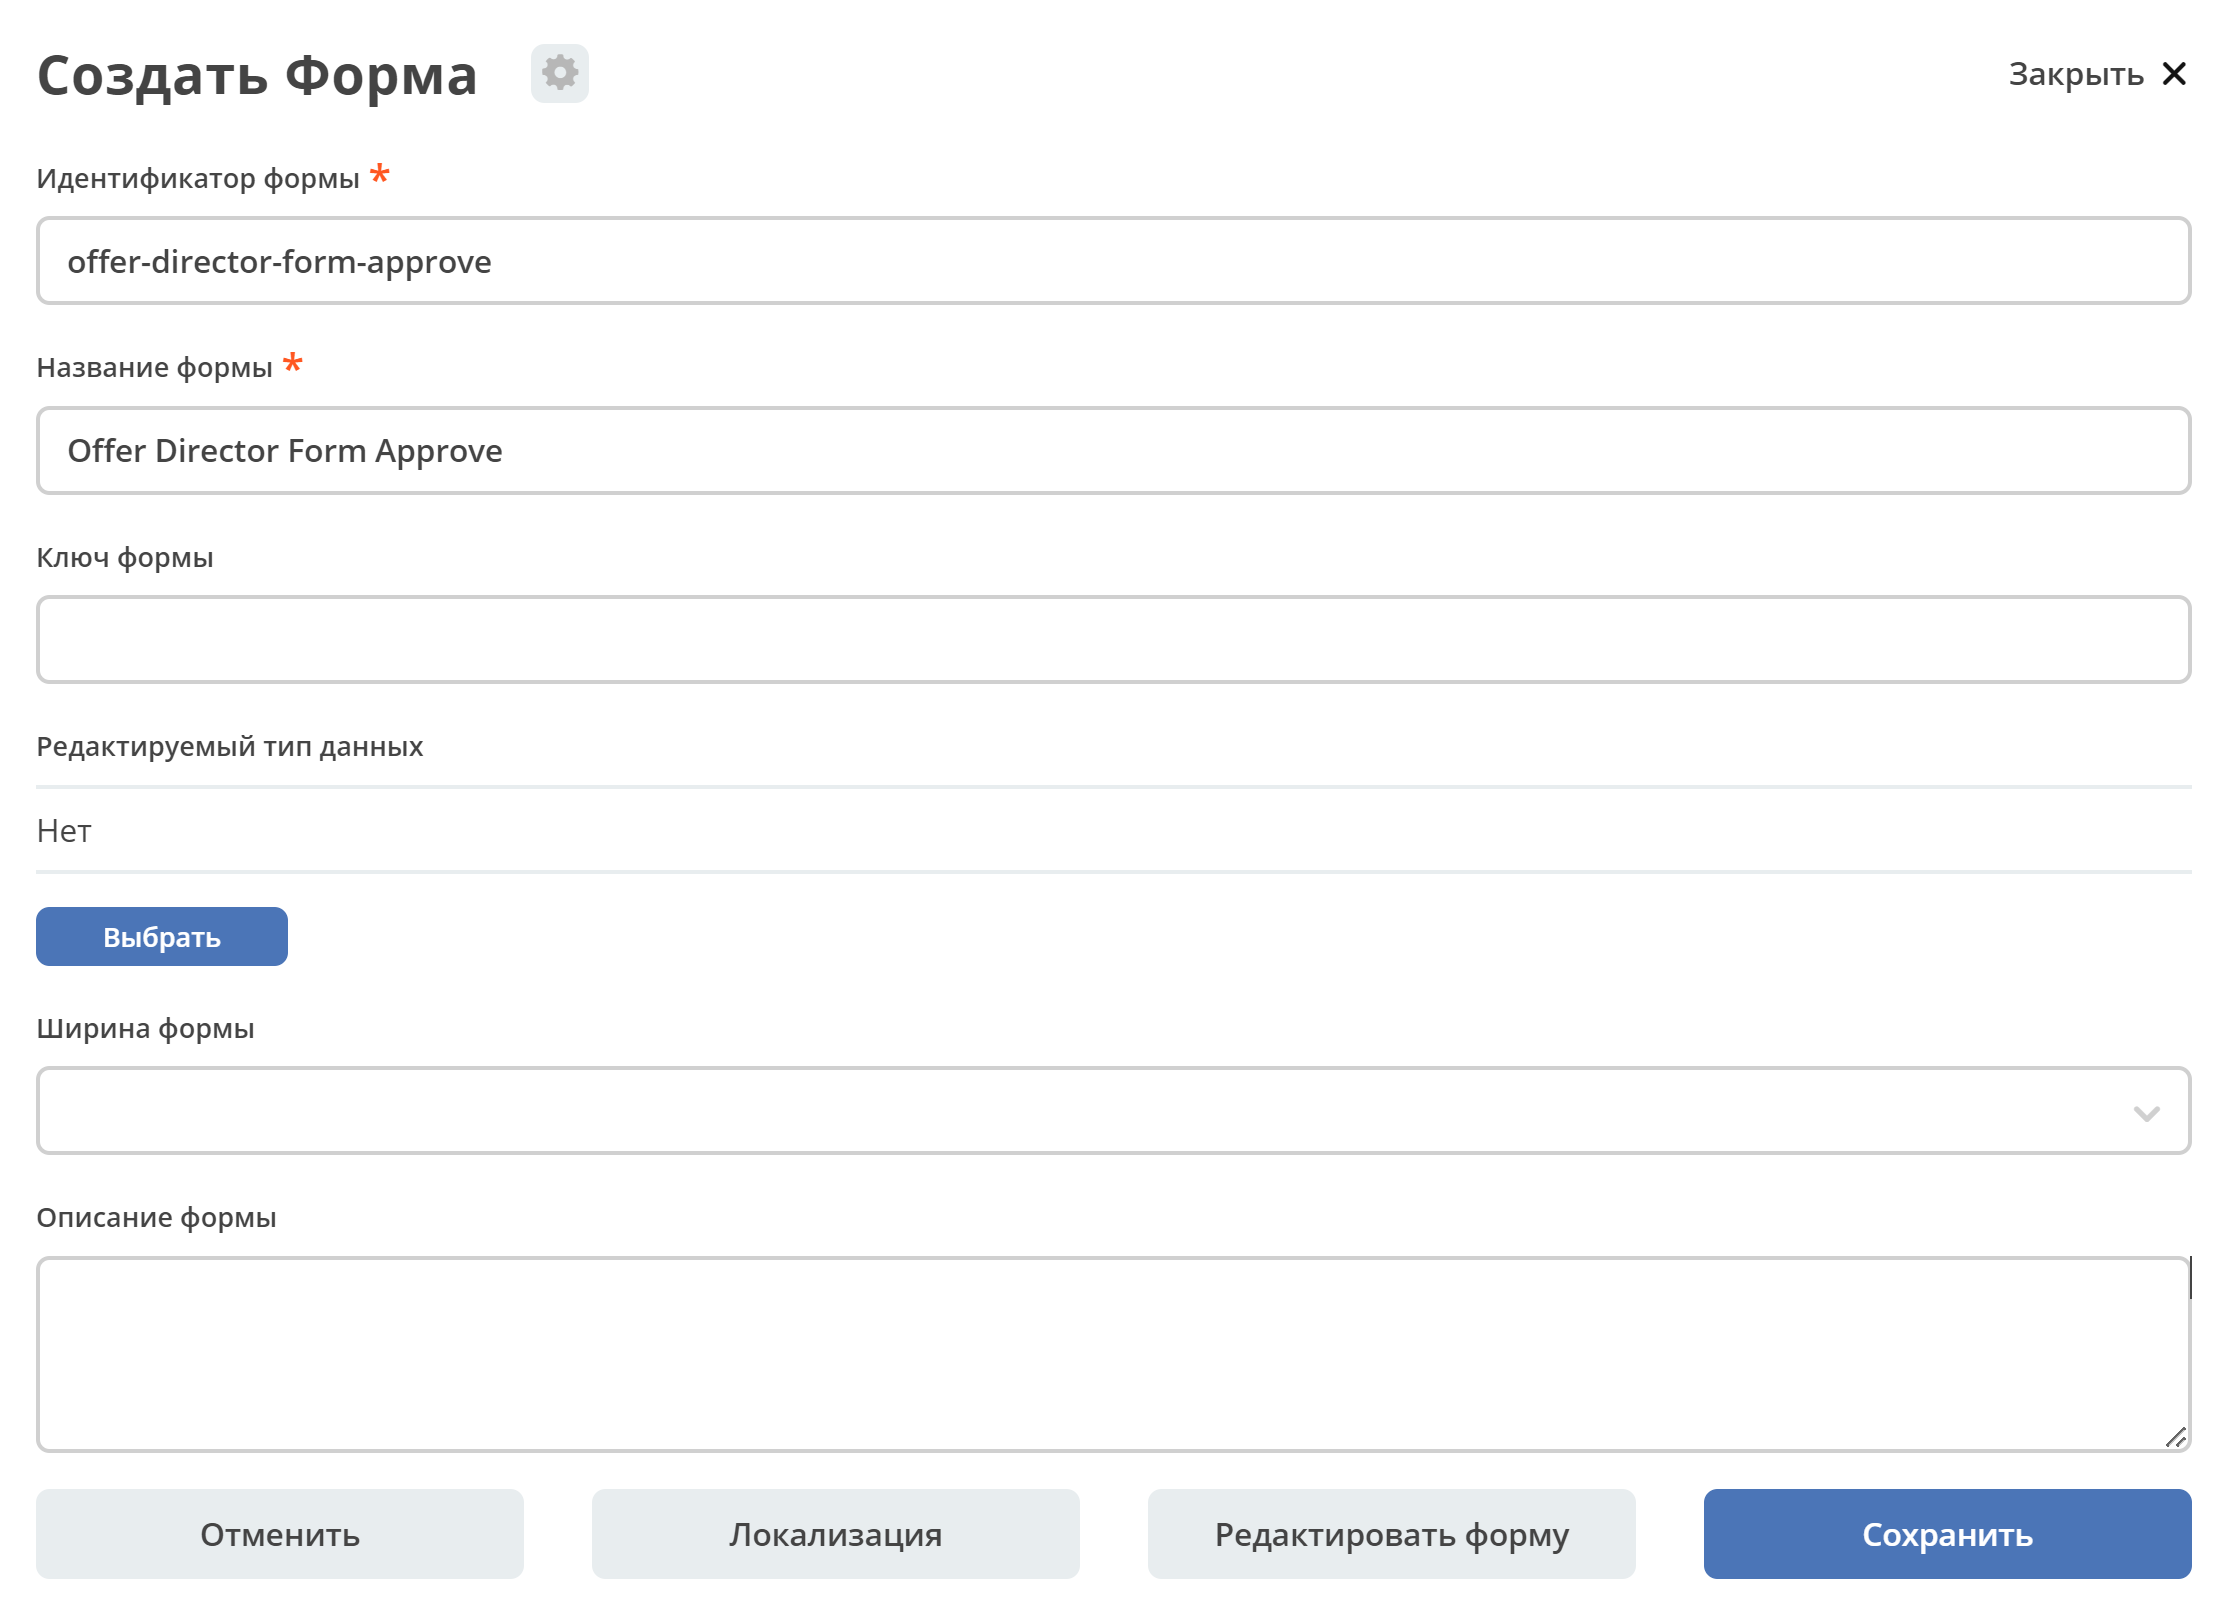 Создать Форма
Закрыть
Идентификатор формы *
offer-director-form-approve
Название формы *
Offer Director Form Approve
Ключ формы
Редактируемый тип данных
Нет
Выбрать
Ширина формы
Описание формы
Отменить
Локализация
Редактировать форму
Сохранить